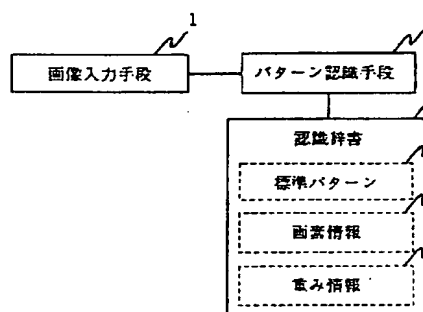 1
画像入力手段
パターン認識手段
認識辞書
標準パターン
画素情報
重み情報